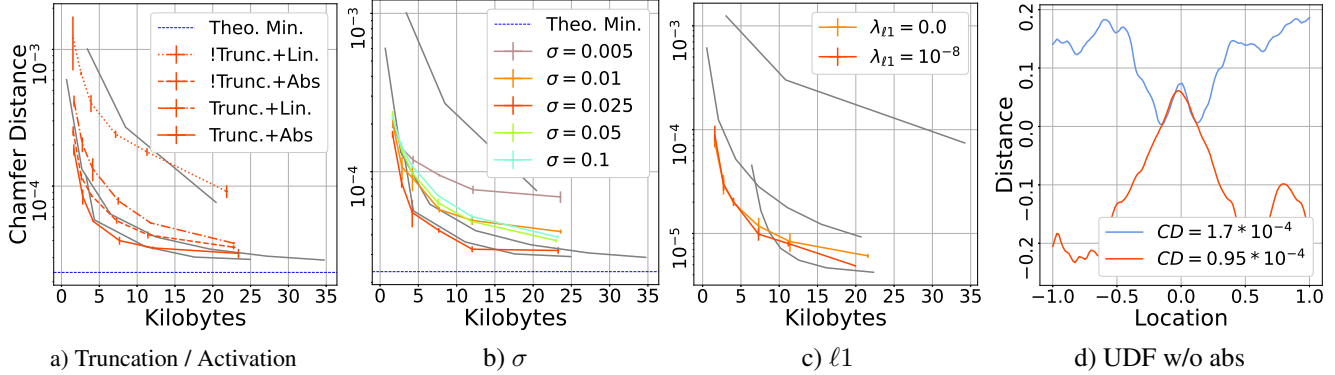 Chamfer Distance
10⁻³
10⁻⁴
0 5 10 15 20 25 30 35
Kilobytes
Theo. Min.
!Trunc.+Lin.
!Trunc.+Abs
Trunc.+Lin.
Trunc.+Abs
a) Truncation / Activation
10⁻³
10⁻⁴
0 5 10 15 20 25 30 35
Kilobytes
Theo. Min.
σ = 0.005
σ = 0.01
σ = 0.025
σ = 0.05
σ = 0.1
b) σ
10⁻³
10⁻⁴
10⁻⁵
0 5 10 15 20 25 30 35
Kilobytes
λℓ1 = 0.0
λℓ1 = 10⁻⁸
c) ℓ1
Distance
0.2
0.1
0.0
−0.1
−0.2
−1.0 −0.5 0.0 0.5 1.0
Location
CD = 1.7 * 10⁻⁴
CD = 0.95 * 10⁻⁴
d) UDF w/o abs